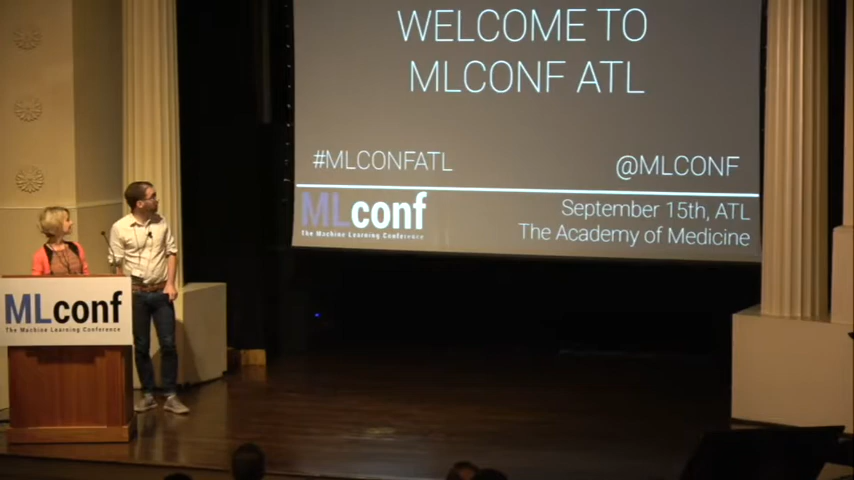 WELCOME TO
MLCONF ATL
#MLCONFATL
@MLCONF
MLconf
The Machine Learning Conference
September 15th, ATL
The Academy of Medicine
MLconf
The Machine Learning Conference